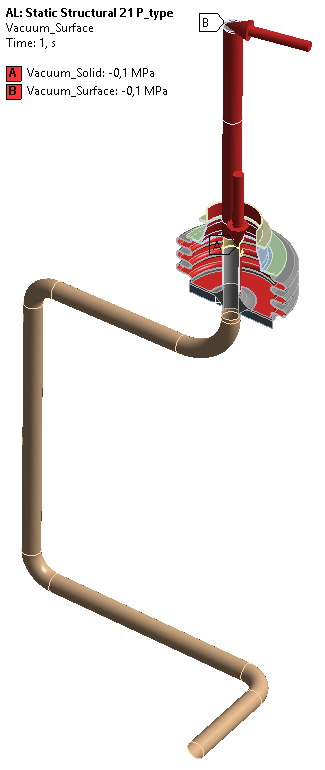 AL: Static Structural 21 P_type
Vacuum_Surface
Time: 1, s
A Vacuum_Solid: -0,1 MPa
B Vacuum_Surface: -0,1 MPa
B
A